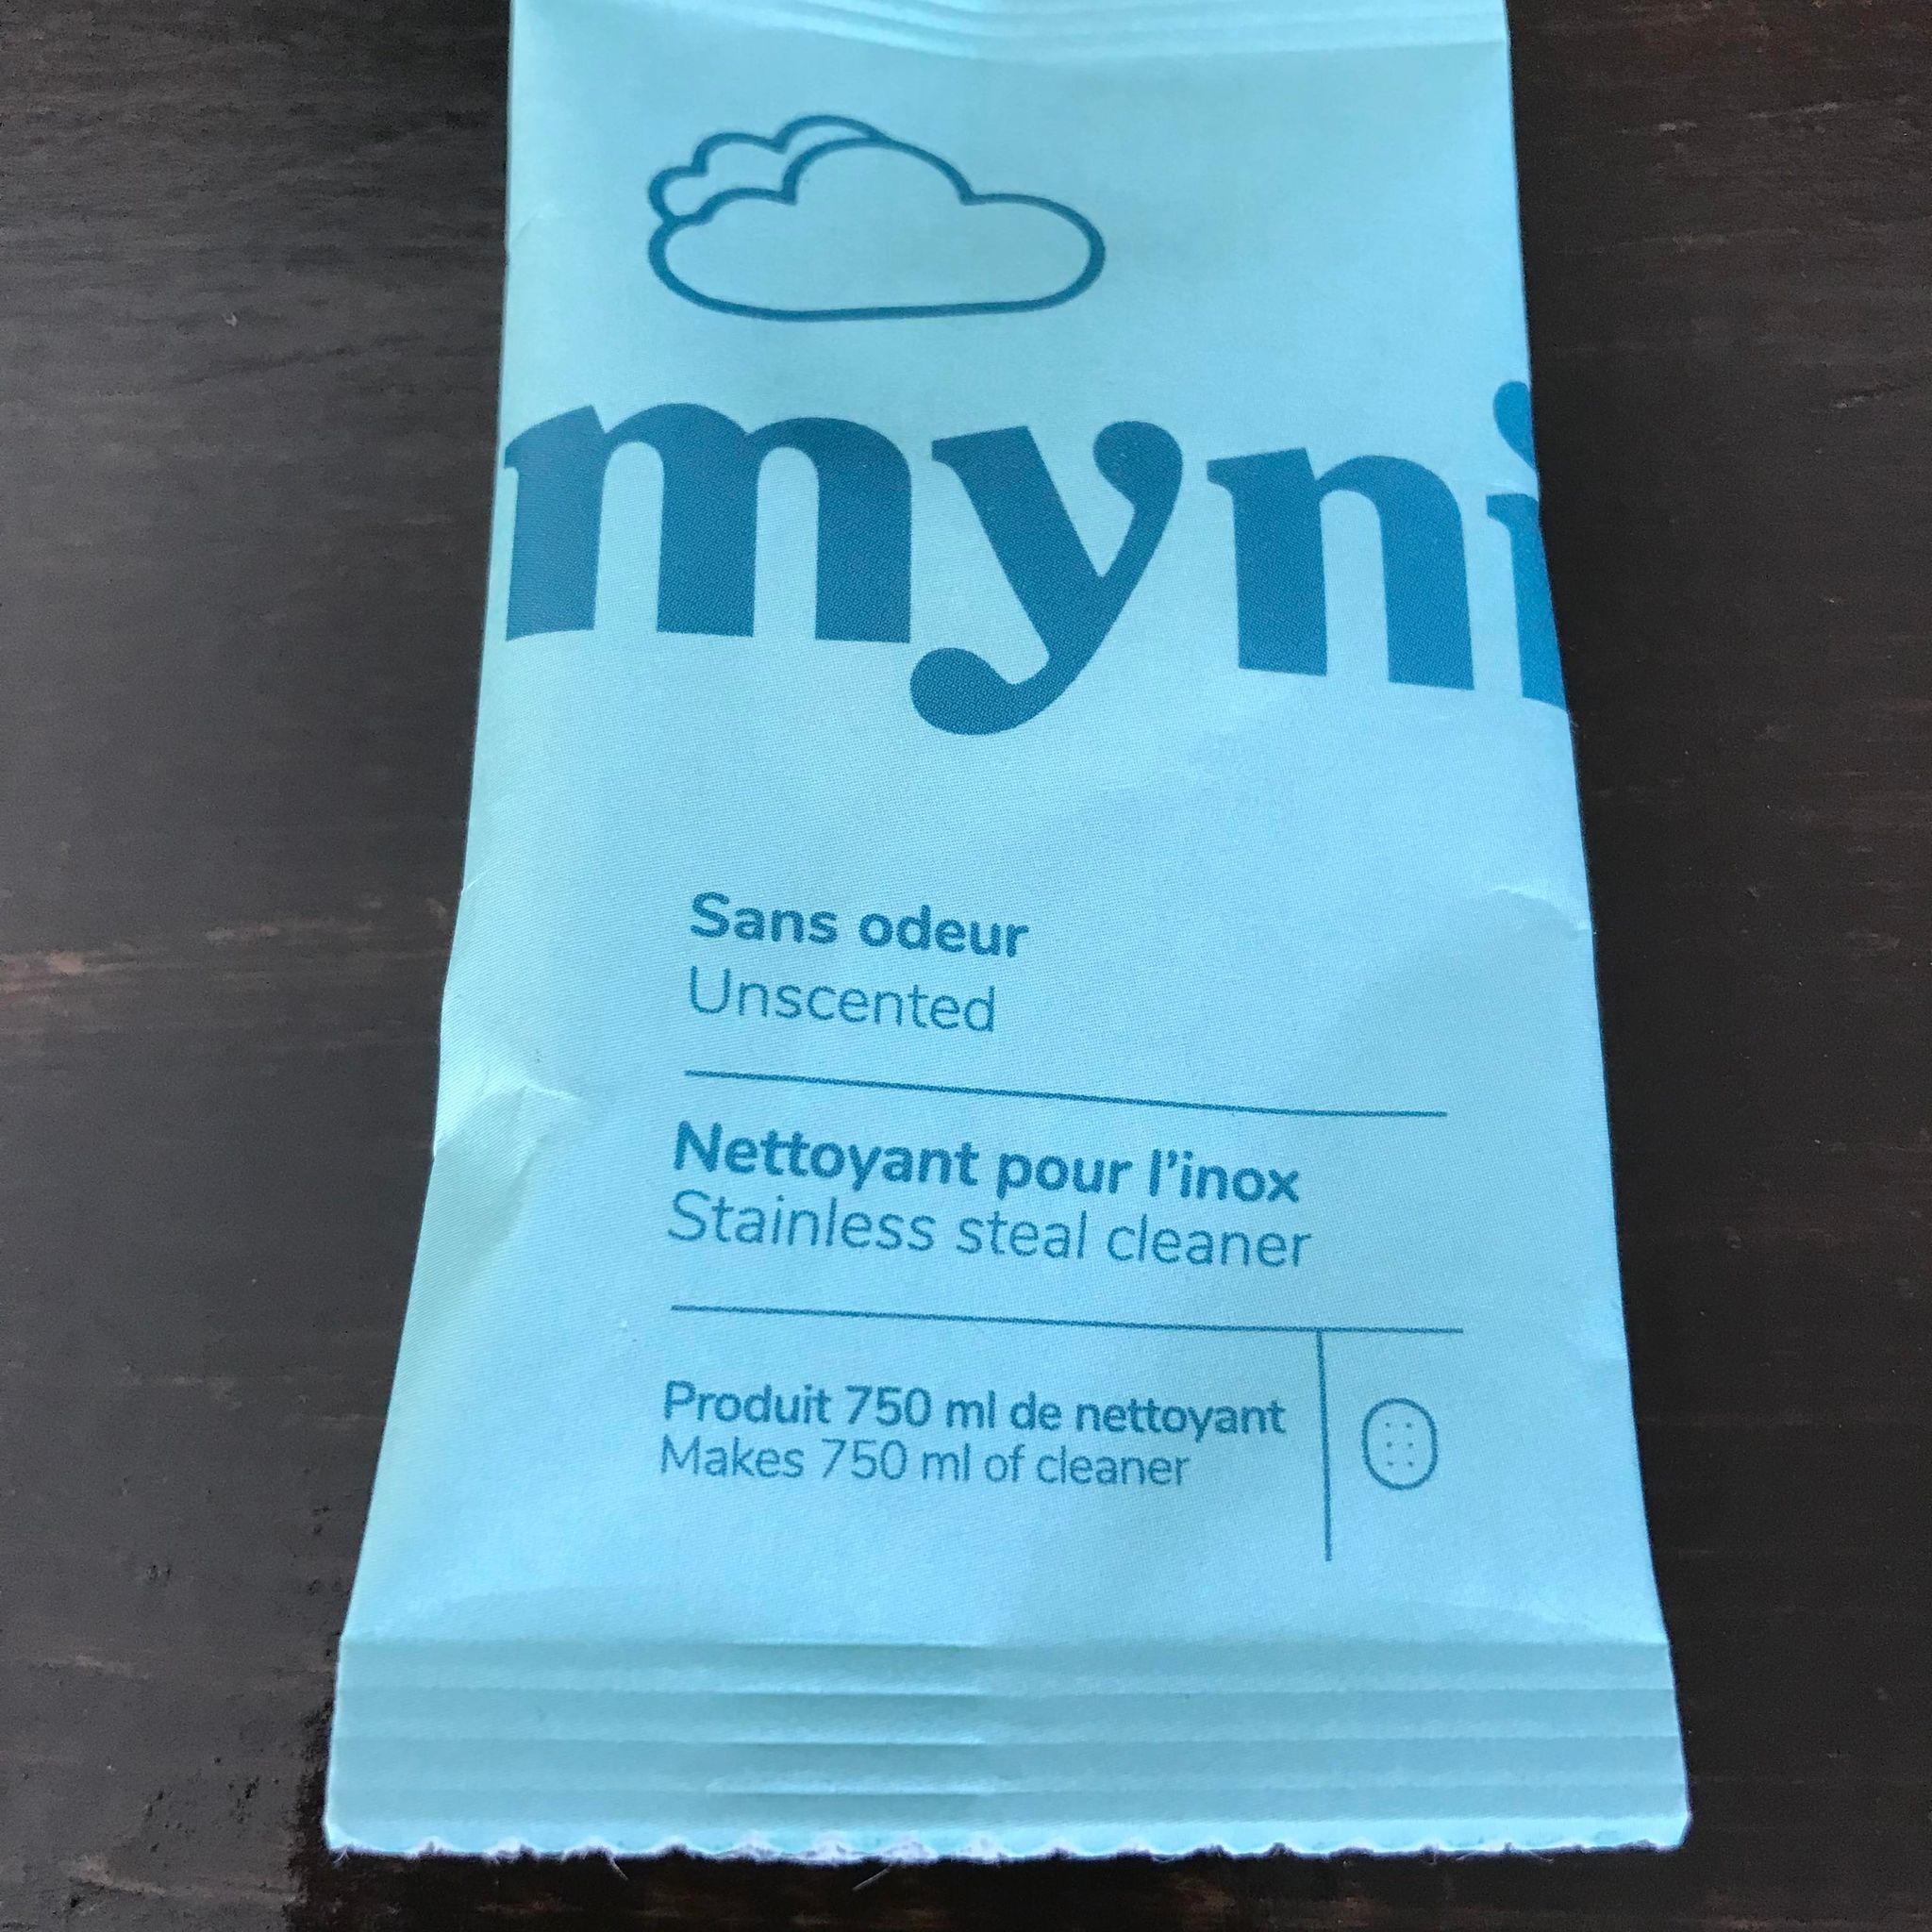 myni
Sans odeur
Unscented
Nettoyant pour l'inox
Stainless steal cleaner
Produit 750 ml de nettoyant
Makes 750 ml of cleaner